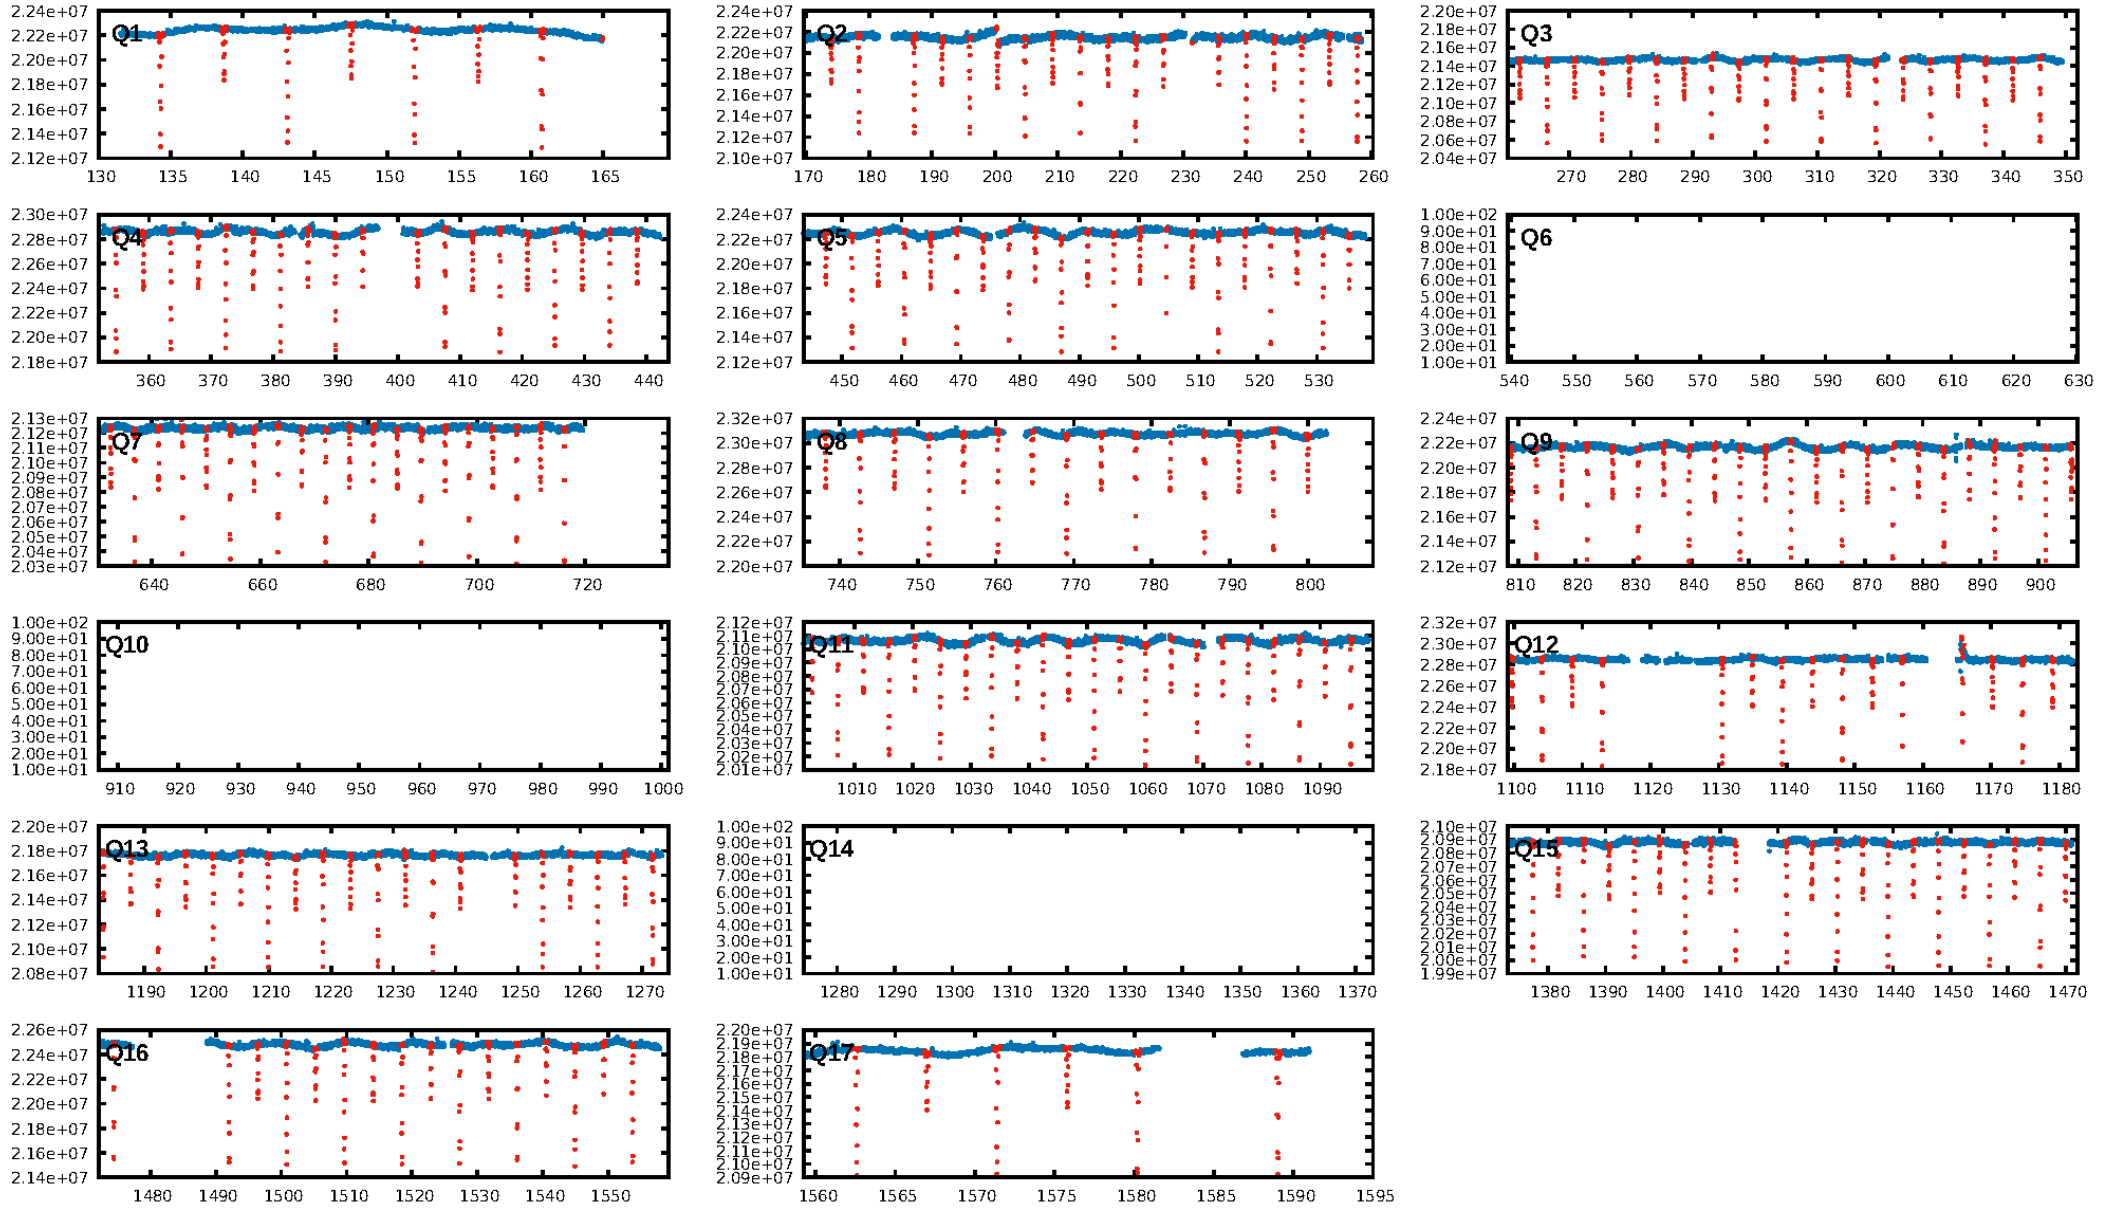 2.24e+07
2.22e+07
2.20e+07
2.18e+07
2.16e+07
2.14e+07
2.12e+07
Q1
130 135 140 145 150 155 160 165
2.24e+07
2.22e+07
2.20e+07
2.18e+07
2.16e+07
2.14e+07
2.12e+07
2.10e+07
Q2
170 180 190 200 210 220 230 240 250 260
2.20e+07
2.18e+07
2.16e+07
2.14e+07
2.12e+07
2.10e+07
2.08e+07
2.06e+07
2.04e+07
Q3
270 280 290 300 310 320 330 340 350
2.30e+07
2.28e+07
2.26e+07
2.24e+07
2.22e+07
2.20e+07
2.18e+07
Q4
360 370 380 390 400 410 420 430 440
2.24e+07
2.22e+07
2.20e+07
2.18e+07
2.16e+07
2.14e+07
2.12e+07
Q5
450 460 470 480 490 500 510 520 530
1.00e+02
9.00e+01
8.00e+01
7.00e+01
6.00e+01
5.00e+01
4.00e+01
3.00e+01
2.00e+01
1.00e+01
Q6
540 550 560 570 580 590 600 610 620 630
2.13e+07
2.12e+07
2.11e+07
2.10e+07
2.09e+07
2.08e+07
2.07e+07
2.06e+07
2.05e+07
2.04e+07
2.03e+07
Q7
640 660 680 700 720
2.32e+07
2.30e+07
2.28e+07
2.26e+07
2.24e+07
2.22e+07
2.20e+07
Q8
740 750 760 770 780 790 800
2.24e+07
2.22e+07
2.20e+07
2.18e+07
2.16e+07
2.14e+07
2.12e+07
Q9
810 820 830 840 850 860 870 880 890 900
1.00e+02
9.00e+01
8.00e+01
7.00e+01
6.00e+01
5.00e+01
4.00e+01
3.00e+01
2.00e+01
1.00e+01
Q10
910 920 930 940 950 960 970 980 990 1000
2.12e+07
2.11e+07
2.10e+07
2.09e+07
2.08e+07
2.07e+07
2.06e+07
2.05e+07
2.04e+07
2.03e+07
2.02e+07
2.01e+07
Q11
1010 1020 1030 1040 1050 1060 1070 1080 1090
2.32e+07
2.30e+07
2.28e+07
2.26e+07
2.24e+07
2.22e+07
2.20e+07
2.18e+07
Q12
1100 1110 1120 1130 1140 1150 1160 1170 1180
2.20e+07
2.18e+07
2.16e+07
2.14e+07
2.12e+07
2.10e+07
2.08e+07
Q13
1190 1200 1210 1220 1230 1240 1250 1260 1270
1.00e+02
9.00e+01
8.00e+01
7.00e+01
6.00e+01
5.00e+01
4.00e+01
3.00e+01
2.00e+01
1.00e+01
Q14
1280 1290 1300 1310 1320 1330 1340 1350 1360 1370
2.10e+07
2.09e+07
2.08e+07
2.07e+07
2.06e+07
2.05e+07
2.04e+07
2.03e+07
2.02e+07
2.01e+07
2.00e+07
1.99e+07
Q15
1380 1390 1400 1410 1420 1430 1440 1450 1460 1470
2.26e+07
2.24e+07
2.22e+07
2.20e+07
2.18e+07
2.16e+07
2.14e+07
Q16
1480 1490 1500 1510 1520 1530 1540 1550
2.20e+07
2.19e+07
2.18e+07
2.17e+07
2.16e+07
2.15e+07
2.14e+07
2.13e+07
2.12e+07
2.11e+07
2.10e+07
2.09e+07
Q17
1560 1565 1570 1575 1580 1585 1590 1595